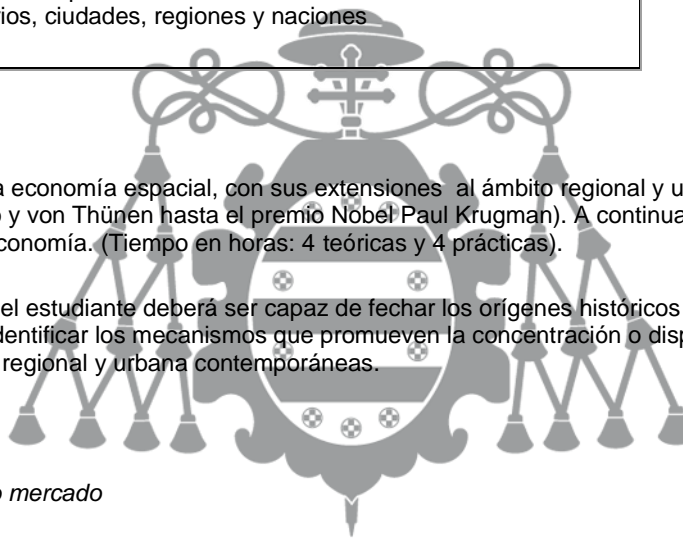 rios, ciudades, regiones y naciones
a economía espacial, con sus extensiones al ámbito regional y u
o y von Thünen hasta el premio Nobel Paul Krugman). A continua
conomía. (Tiempo en horas: 4 teóricas y 4 prácticas).
el estudiante deberá ser capaz de fechar los orígenes históricos
dentificar los mecanismos que promueven la concentración o disp
regional y urbana contemporáneas.
o mercado